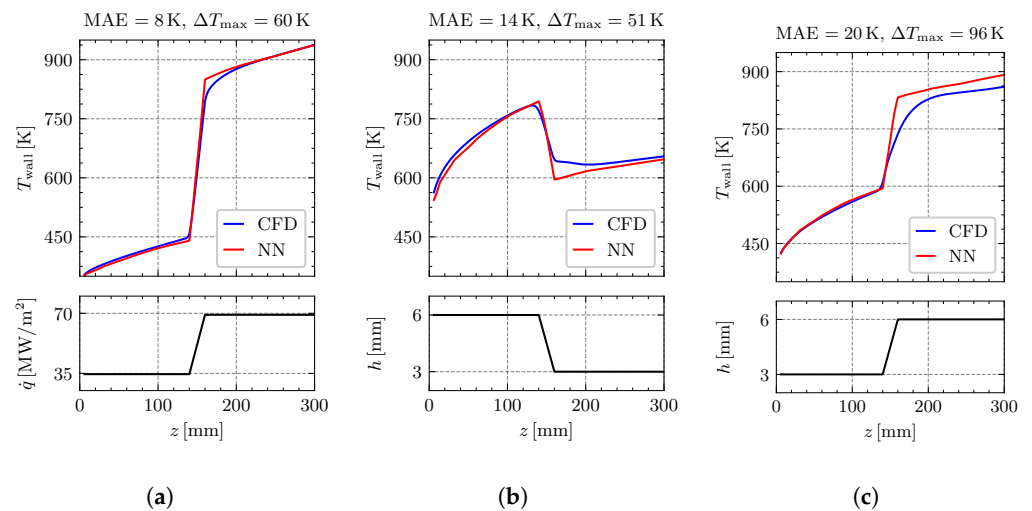 MAE = 8 K, ΔT_max = 60 K
900
750
600
450
T_wall [K]
CFD
NN
70
35
q̇ [MW/m²]
0 100 200 300
z [mm]
(a)
MAE = 14 K, ΔT_max = 51 K
900
750
600
450
T_wall [K]
CFD
NN
6
3
h [mm]
0 100 200 300
z [mm]
(b)
MAE = 20 K, ΔT_max = 96 K
900
750
600
450
T_wall [K]
CFD
NN
6
3
h [mm]
0 100 200 300
z [mm]
(c)